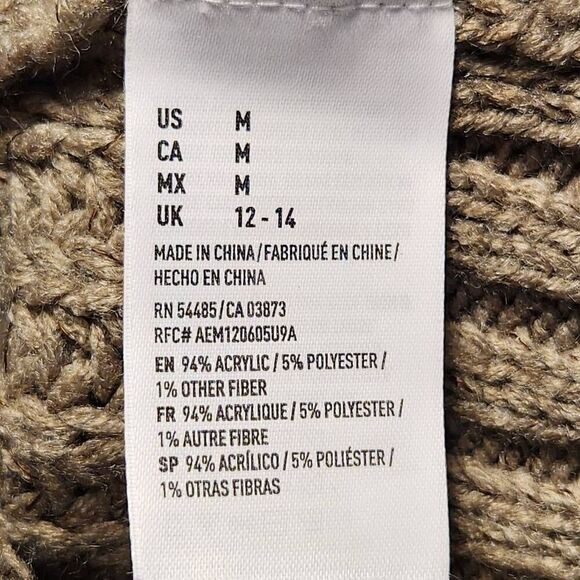 US M
CA M
MX M
UK 12 - 14
MADE IN CHINA/FABRIQUÉ EN CHINE/
HECHO EN CHINA
RN 54485/CA 03873
RFC# AEM120605U9A
EN 94% ACRYLIC / 5% POLYESTER /
1% OTHER FIBER
FR 94% ACRYLIQUE / 5% POLYESTER /
1% AUTRE FIBRE
SP 94% ACRÍLICO / 5% POLIÉSTER /
1% OTRAS FIBRAS